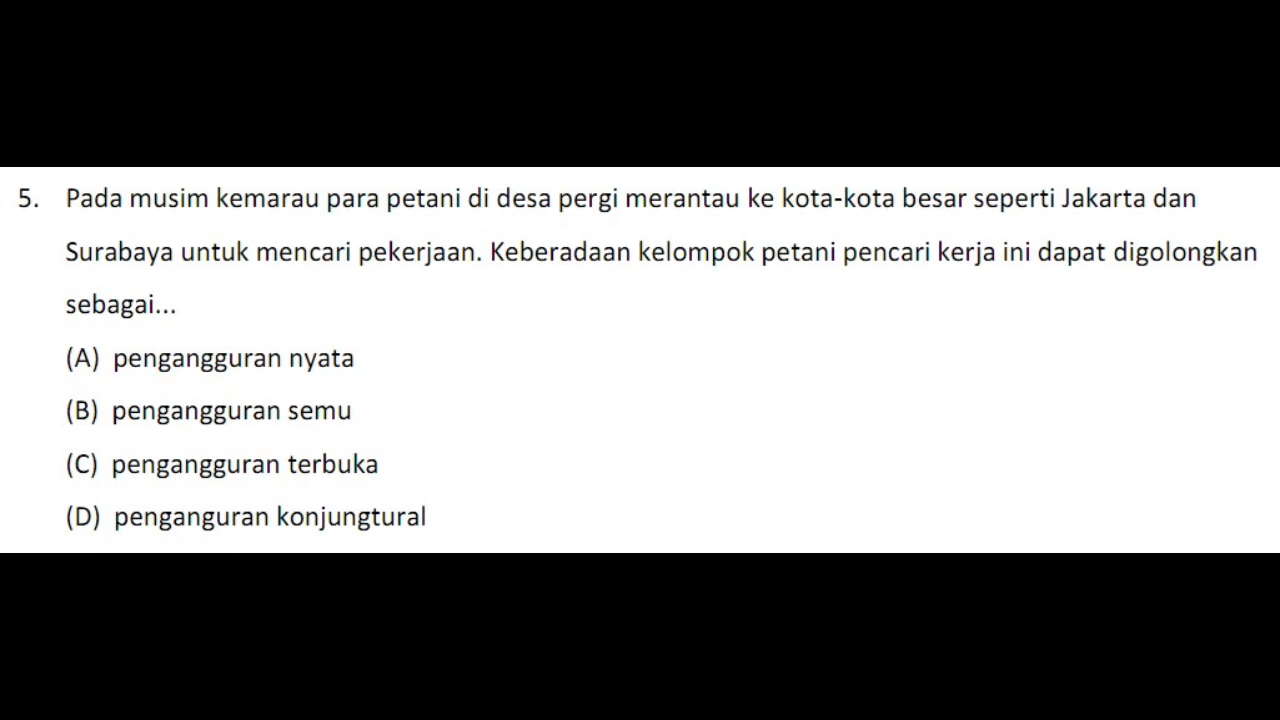 5. Pada musim kemarau para petani di desa pergi merantau ke kota-kota besar seperti Jakarta dan
Surabaya untuk mencari pekerjaan. Keberadaan kelompok petani pencari kerja ini dapat digolongkan
sebagai...
(A) pengangguran nyata
(B) pengangguran semu
(C) pengangguran terbuka
(D) penganguran konjungtural